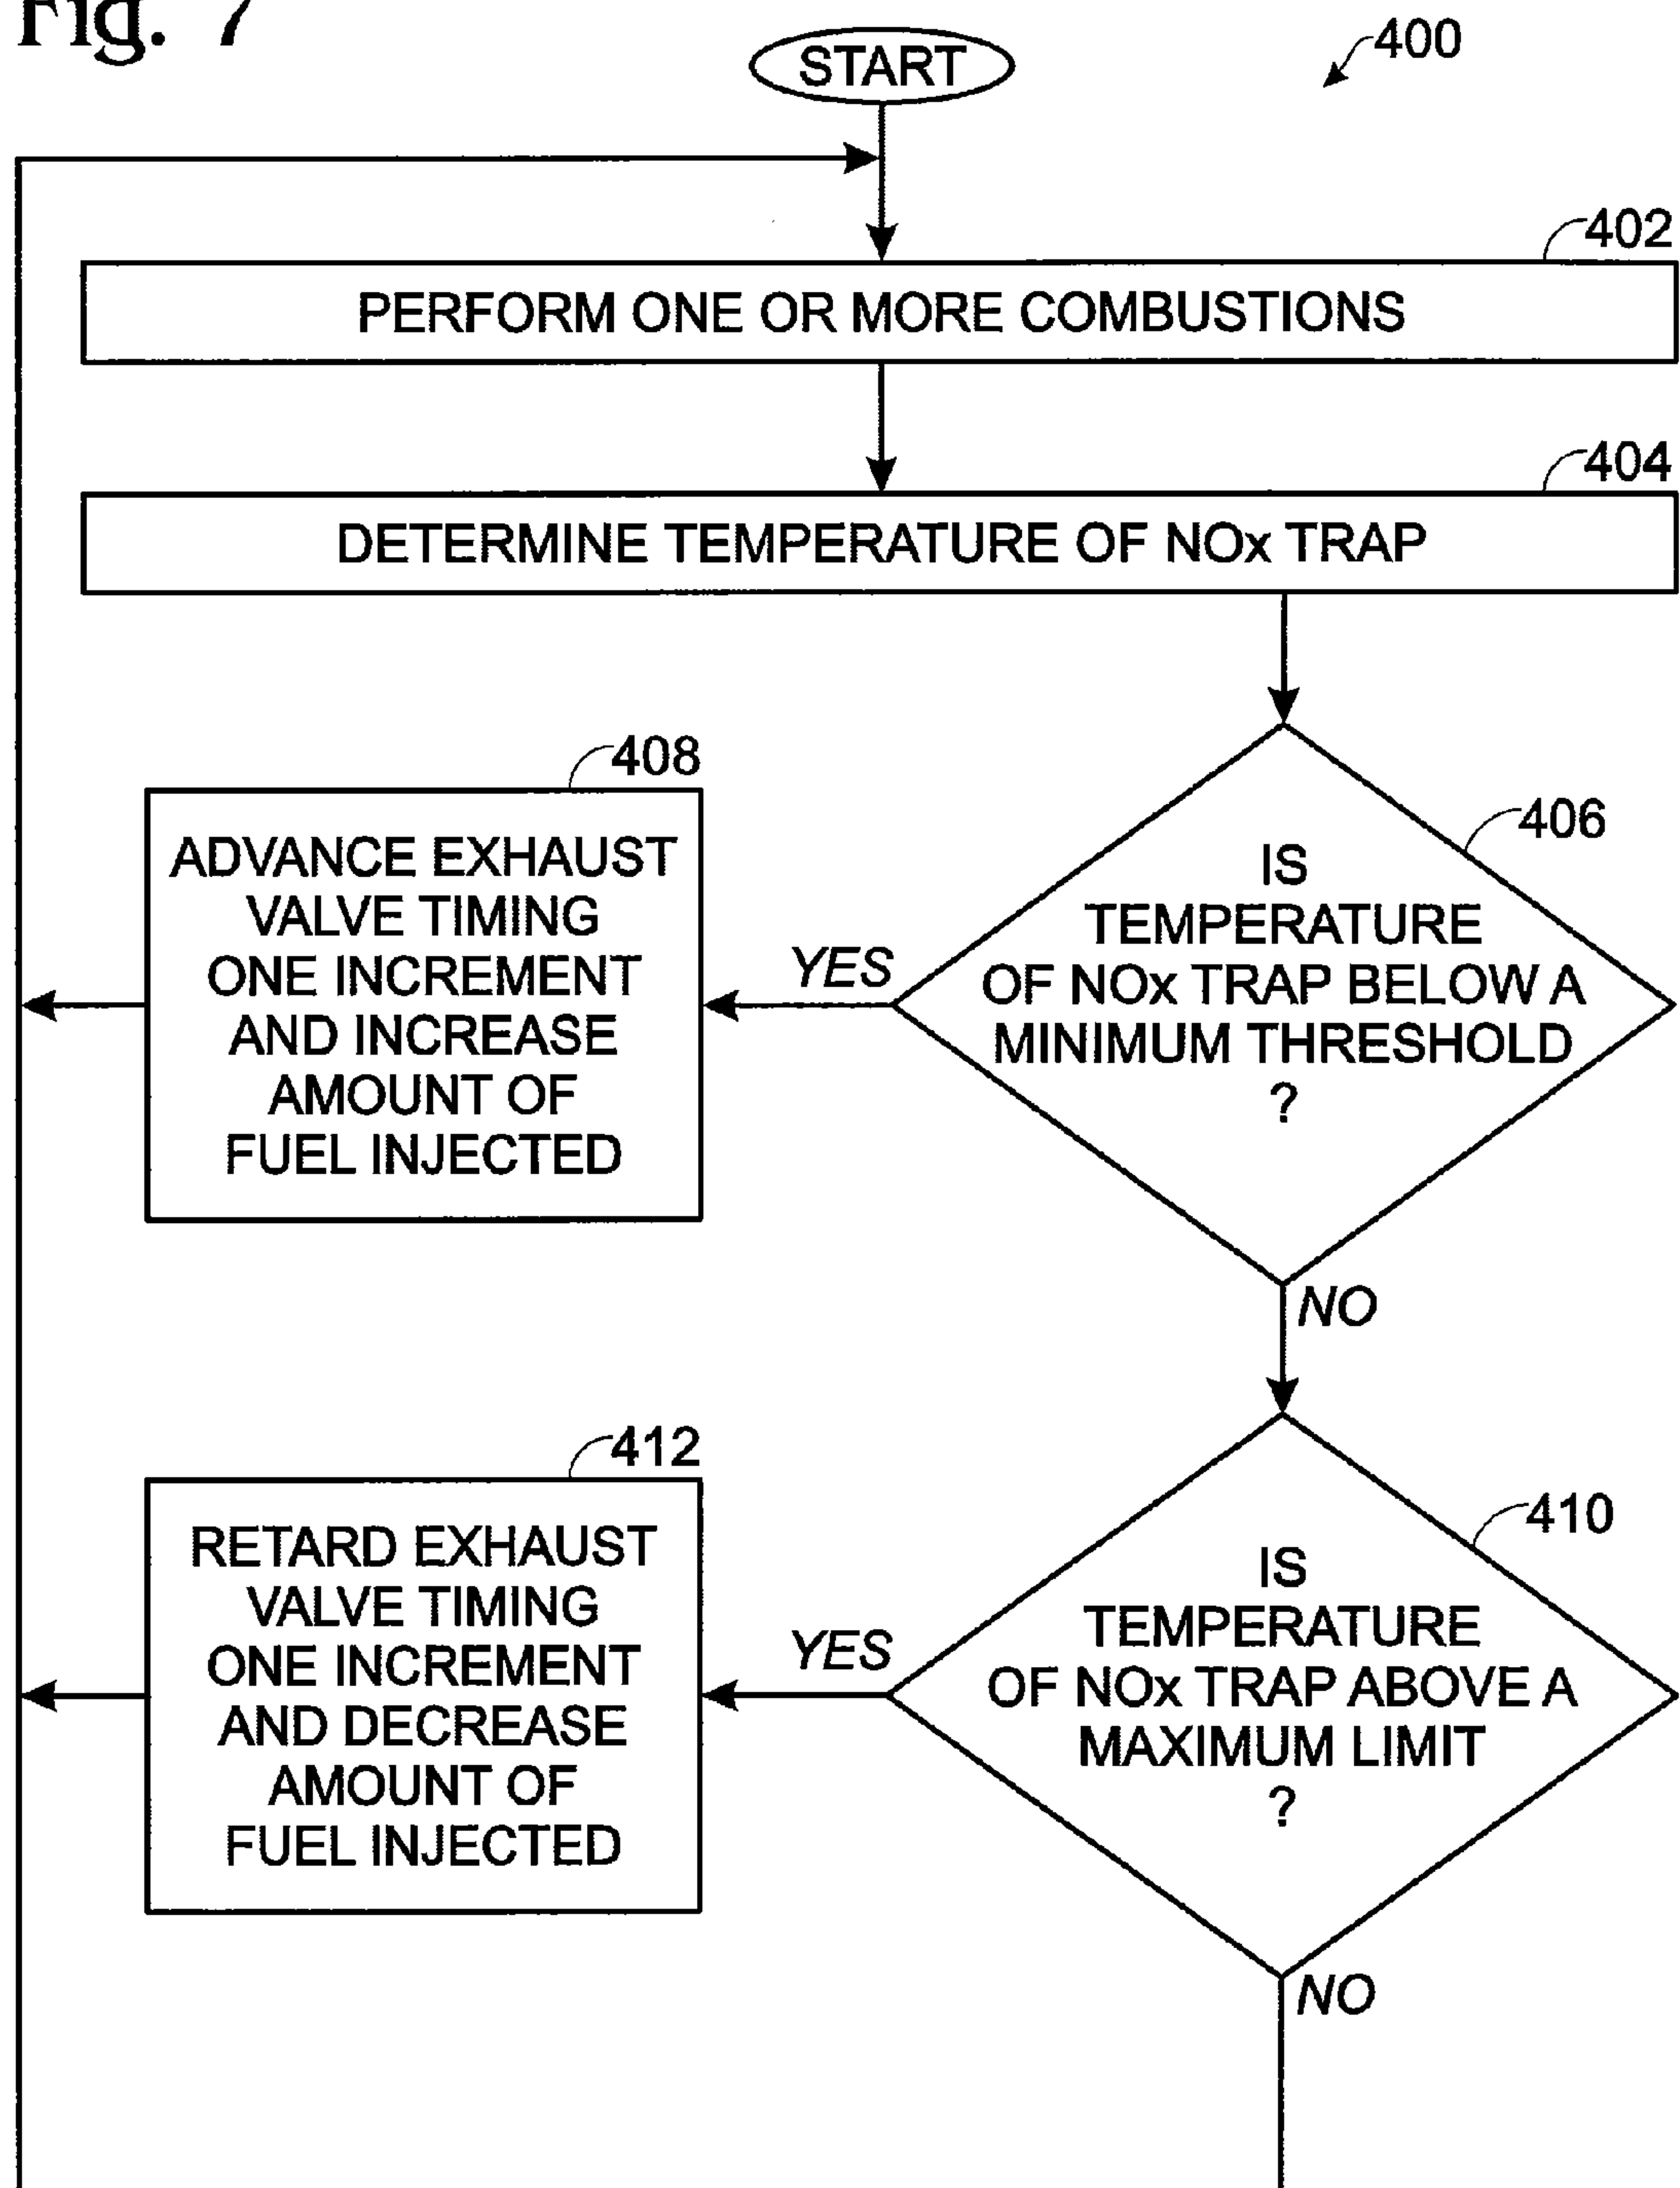 Fig. 7
START
400
402
PERFORM ONE OR MORE COMBUSTIONS
404
DETERMINE TEMPERATURE OF NOx TRAP
408
ADVANCE EXHAUST
VALVE TIMING
ONE INCREMENT
AND INCREASE
AMOUNT OF
FUEL INJECTED
YES
406
IS
TEMPERATURE
OF NOx TRAP BELOW A
MINIMUM THRESHOLD
?
NO
412
RETARD EXHAUST
VALVE TIMING
ONE INCREMENT
AND DECREASE
AMOUNT OF
FUEL INJECTED
YES
410
IS
TEMPERATURE
OF NOx TRAP ABOVE A
MAXIMUM LIMIT
?
NO